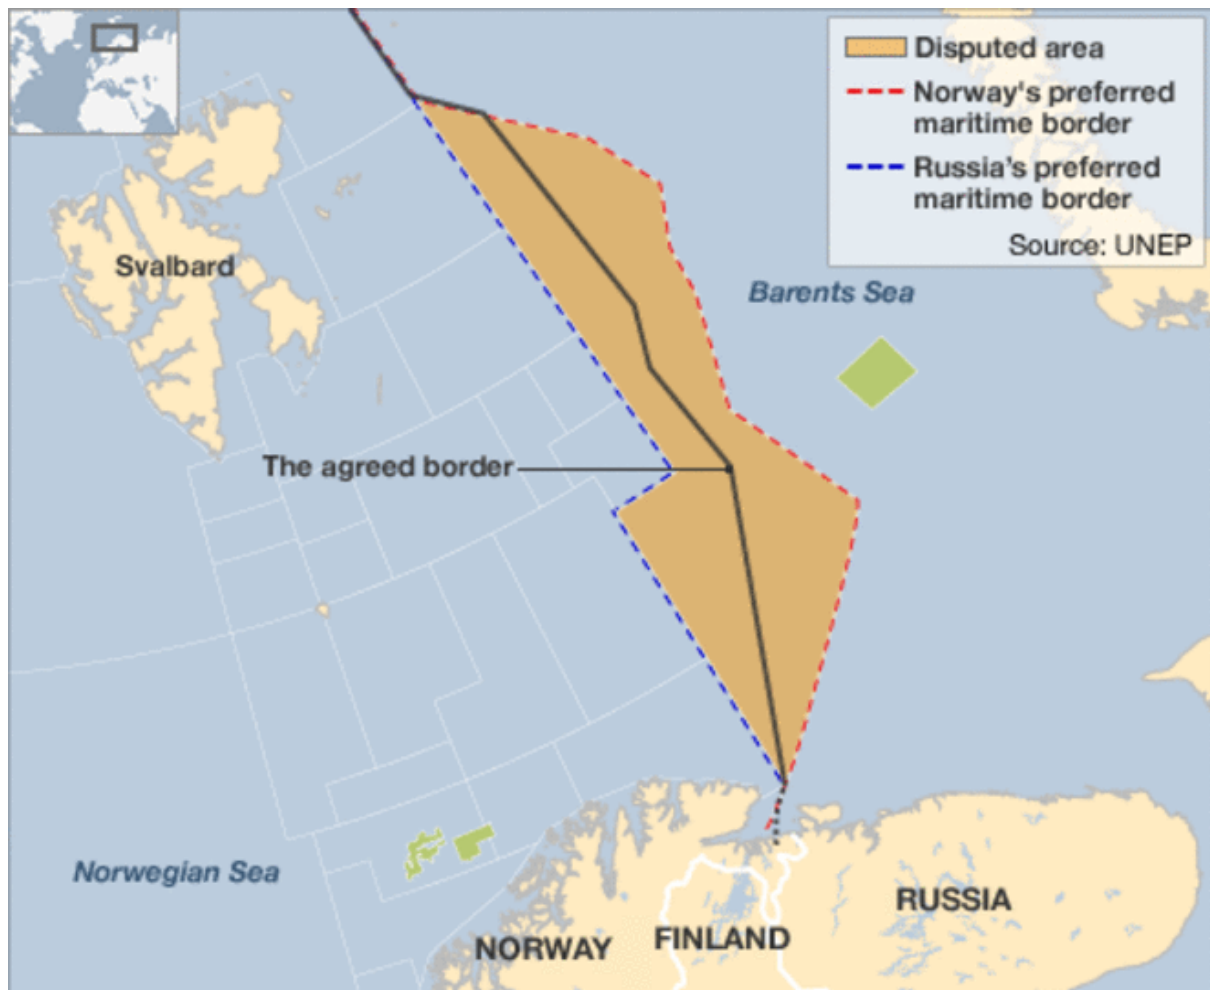 Disputed area
Norway's preferred
maritime border
Russia's preferred
maritime border
Source: UNEP
Svalbard
Barents Sea
The agreed border
Norwegian Sea
RUSSIA
FINLAND
NORWAY